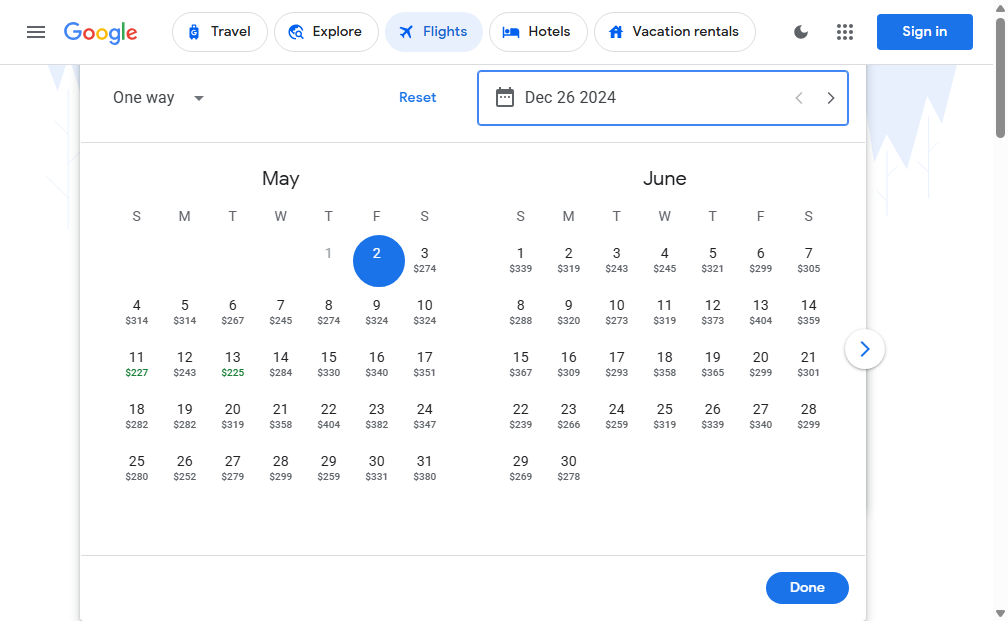 Google Travel Explore Flights Hotels Vacation rentals Sign in
One way Reset Dec 26 2024
May June
S M T W T F S S M T W T F S
1 2 3 1 2 3 4 5 6 7
$274 $339 $319 $243 $245 $321 $299 $305
4 5 6 7 8 9 10 8 9 10 11 12 13 14
$314 $314 $267 $245 $274 $324 $324 $288 $320 $273 $319 $373 $404 $359
11 12 13 14 15 16 17 15 16 17 18 19 20 21
$227 $243 $225 $284 $330 $340 $351 $367 $309 $293 $358 $365 $299 $301
18 19 20 21 22 23 24 22 23 24 25 26 27 28
$282 $282 $319 $358 $404 $382 $347 $239 $266 $259 $319 $339 $340 $299
25 26 27 28 29 30 31 29 30
$280 $252 $279 $299 $259 $331 $380 $269 $278
Done